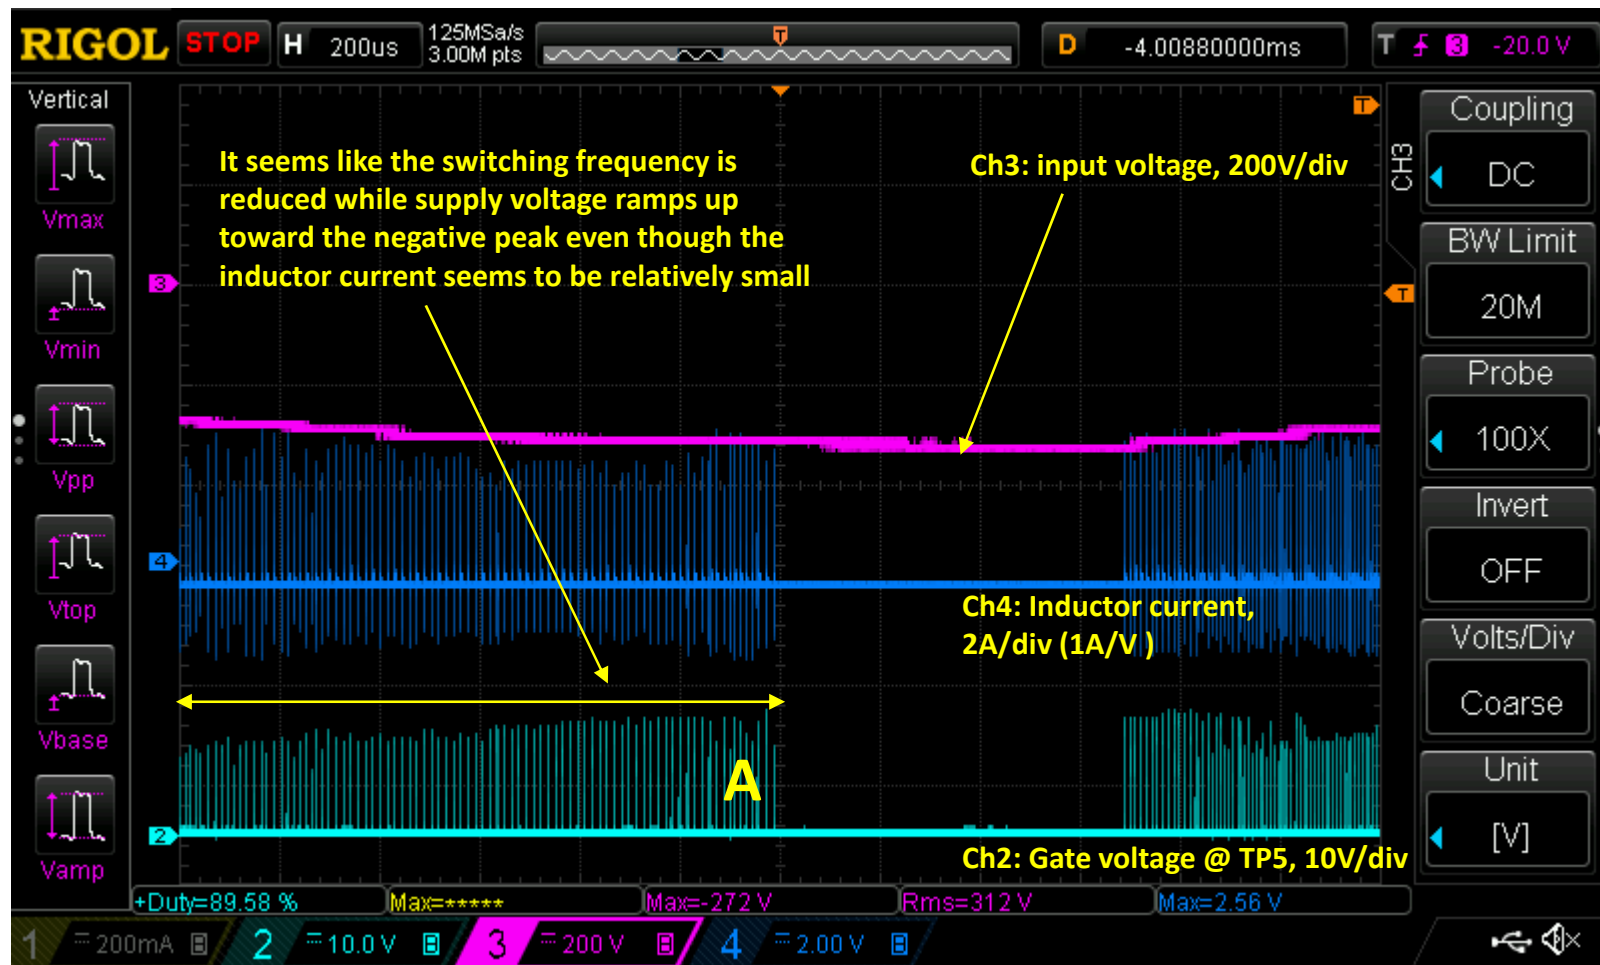 RIGOL STOP H 200us 125MSa/s
3.00M pts
T
D -4.00880000ms
T 3 -20.0 V
Vertical
Vmax
Vmin
Vpp
Vtop
Vbase
Vamp
T
It seems like the switching frequency is
reduced while supply voltage ramps up
toward the negative peak even though the
inductor current seems to be relatively small
Ch3: input voltage, 200V/div
3
T
4
Ch4: Inductor current,
2A/div (1A/V )
A
2
Ch2: Gate voltage @ TP5, 10V/div
CH3
Coupling
DC
BW Limit
20M
Probe
100X
Invert
OFF
Volts/Div
Coarse
Unit
[V]
+Duty=89.58 % Max=***** Max=-272 V Rms=312 V Max=2.56 V
1 200mA B 2 10.0 V B 3 200 V B 4 2.00 V B